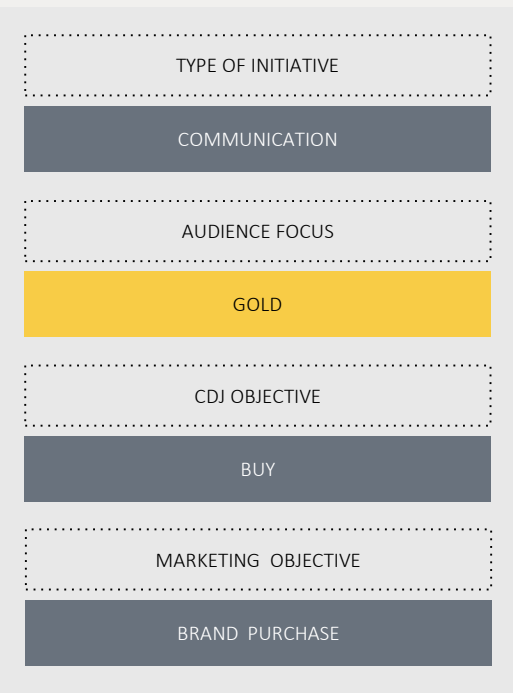 TYPE OF INITIATIVE
COMMUNICATION
AUDIENCE FOCUS
GOLD
CDJ OBJECTIVE
BUY
MARKETING OBJECTIVE
BRAND PURCHASE